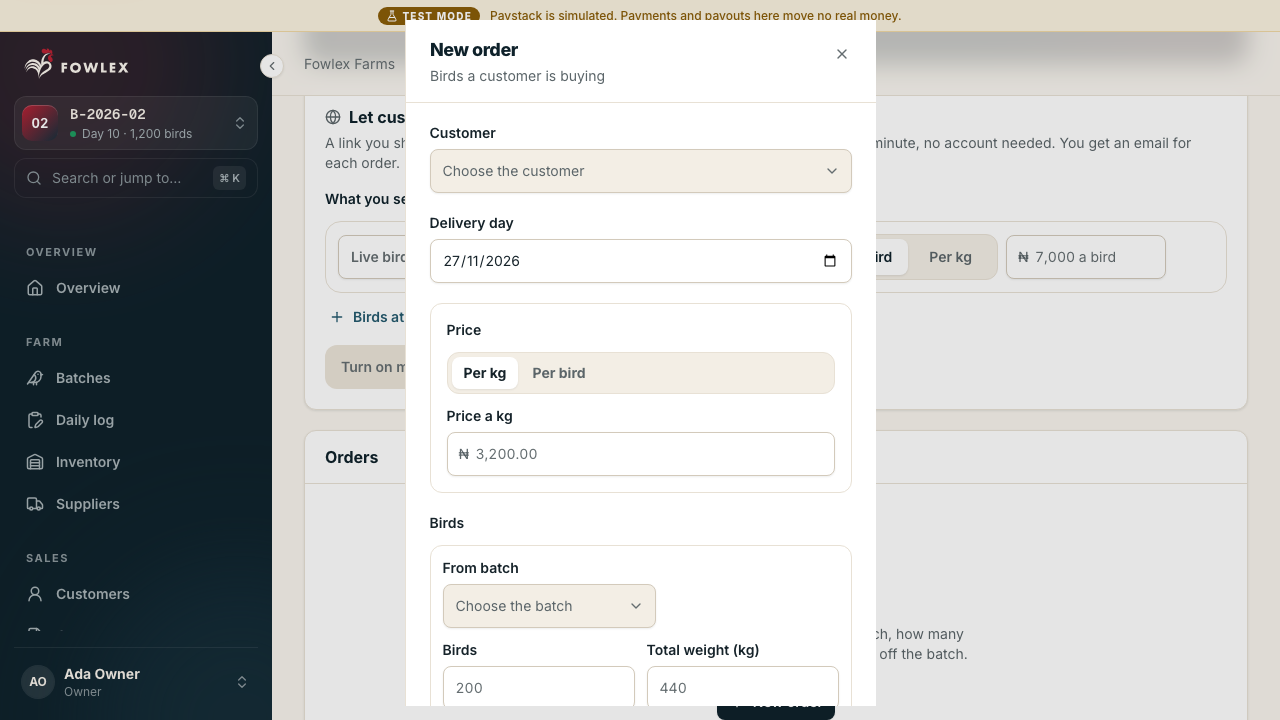 TEST MODE Paystack is simulated. Payments and payouts here move no real money.
FOWLEX
02 B-2026-02
Day 10 · 1,200 birds
Search or jump to... ⌘ K
OVERVIEW
Overview
FARM
Batches
Daily log
Inventory
Suppliers
SALES
Customers
AO Ada Owner
Owner
Fowlex Farms
Let cus
A link you sh
minute, no account needed. You get an email for
each order.
What you se
Live bird
ird Per kg ₦ 7,000 a bird
Birds at
Turn on m
Orders
ch, how many
off the batch.
New order
Birds a customer is buying
Customer
Choose the customer
Delivery day
27/11/2026
Price
Per kg Per bird
Price a kg
₦ 3,200.00
Birds
From batch
Choose the batch
Birds Total weight (kg)
200 440
New order